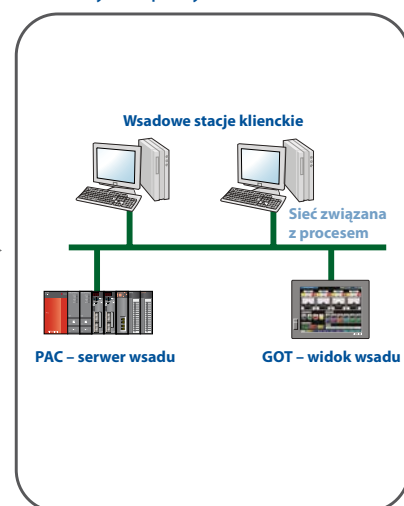 Wsadowe stacje klienckie
Sieć związana
z procesem
PAC – serwer wsadu
GOT – widok wsadu